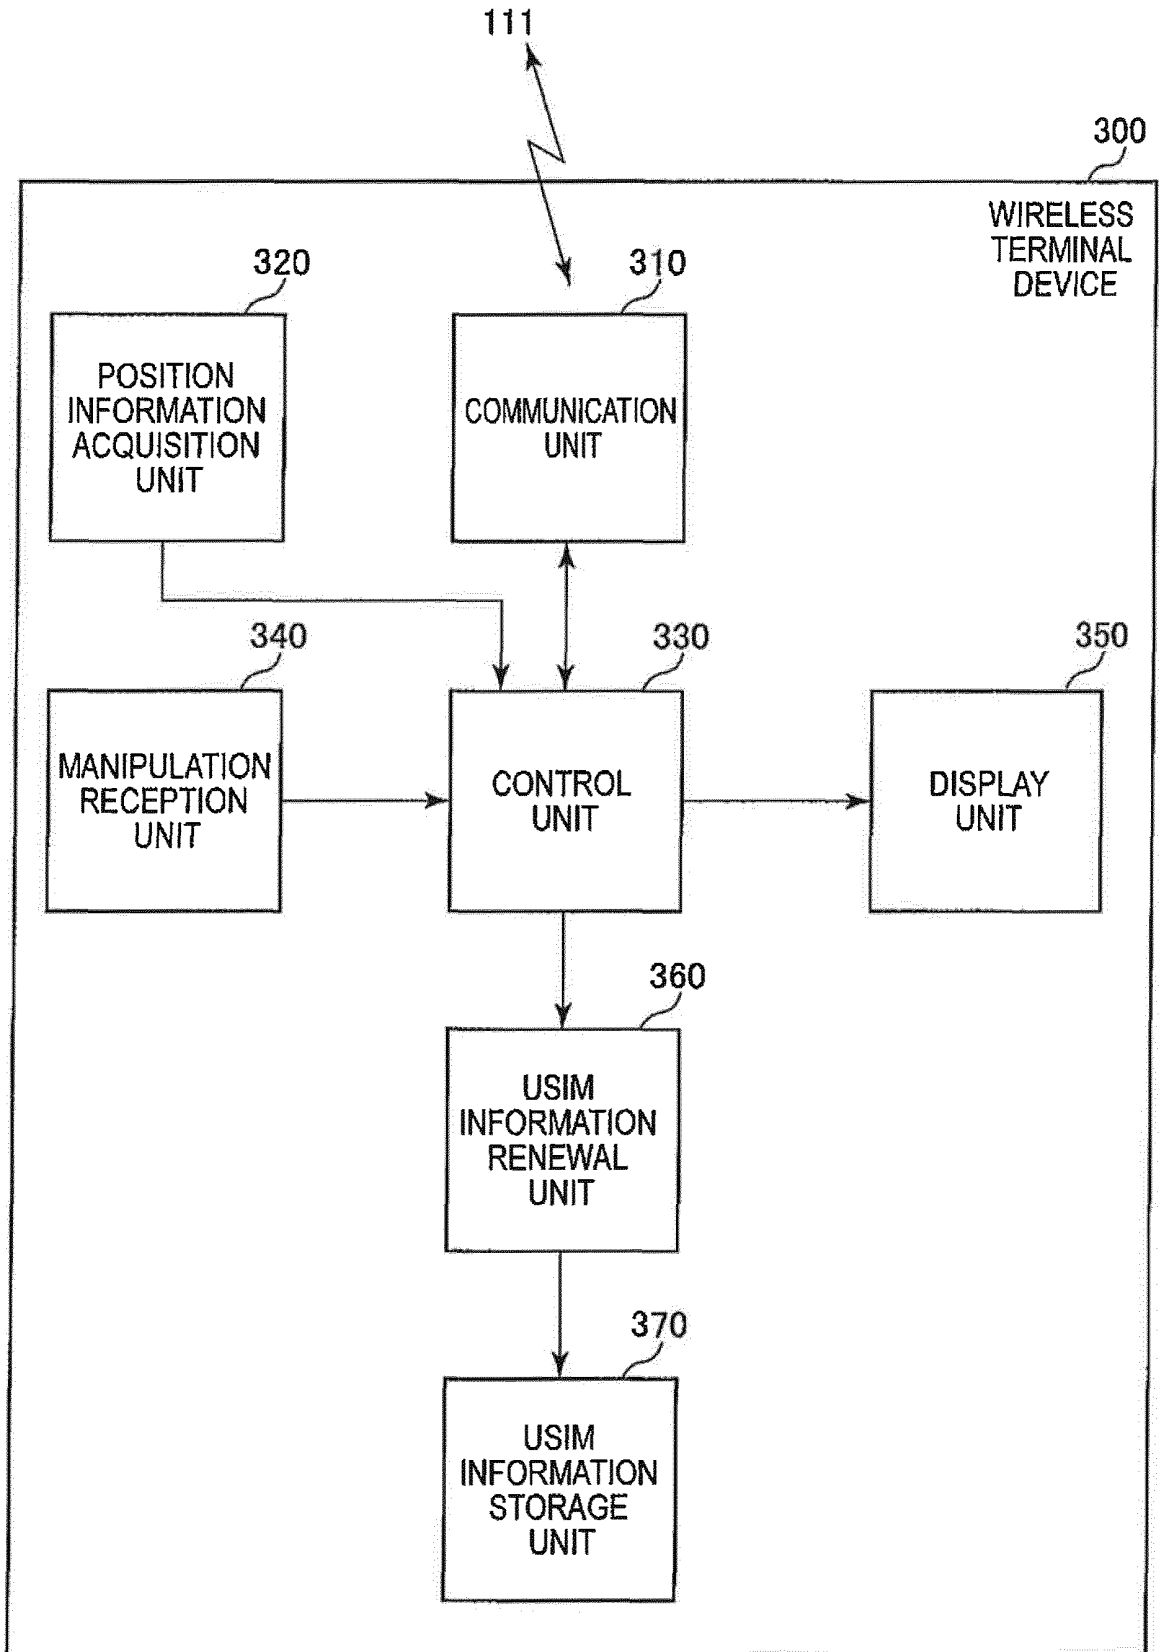 111
300
WIRELESS
TERMINAL
DEVICE
320
310
POSITION
INFORMATION
ACQUISITION
UNIT
COMMUNICATION
UNIT
340
330
350
MANIPULATION
RECEPTION
UNIT
CONTROL
UNIT
DISPLAY
UNIT
360
USIM
INFORMATION
RENEWAL
UNIT
370
USIM
INFORMATION
STORAGE
UNIT